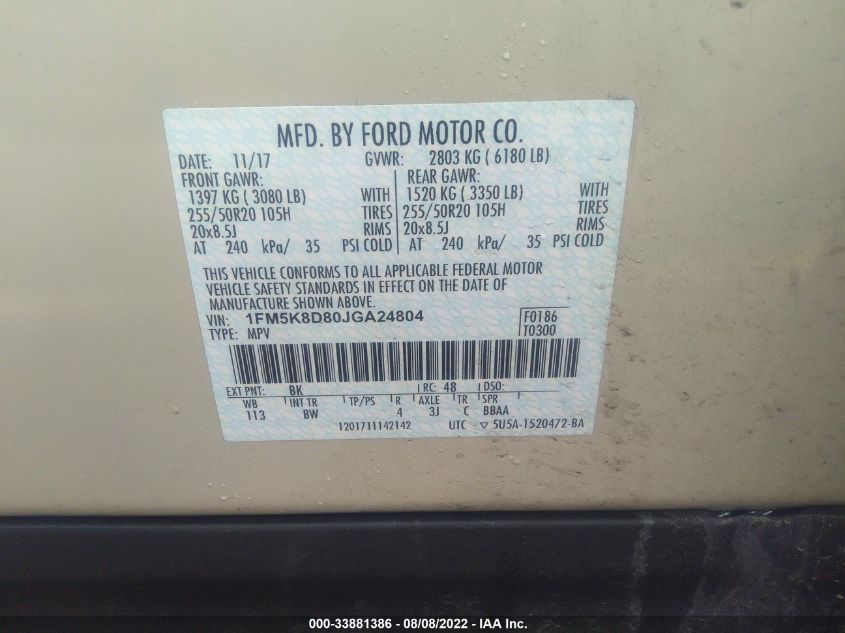 MFD. BY FORD MOTOR CO.
DATE: 11/17 GVWR: 2803 KG ( 6180 LB)
FRONT GAWR: REAR GAWR:
1397 KG ( 3080 LB) WITH 1520 KG ( 3350 LB) WITH
255/50R20 105H TIRES 255/50R20 105H TIRES
20x8.5J RIMS 20x8.5J RIMS
AT 240 kPa/ 35 PSI COLD AT 240 kPa/ 35 PSI COLD
THIS VEHICLE CONFORMS TO ALL APPLICABLE FEDERAL MOTOR
VEHICLE SAFETY STANDARDS IN EFFECT ON THE DATE OF
MANUFACTURE SHOWN ABOVE.
VIN: 1FM5K8D80JGA24804 F0186
TYPE: MPV T0300
EXT PNT: BK RC: 48 DSO:
WB INT TR TP/PS R AXLE TR SPR
113 BW 4 3J C BBAA
1201711142142 UTC ▽ 5U5A-1520472-BA
000-33881386 - 08/08/2022 - IAA Inc.